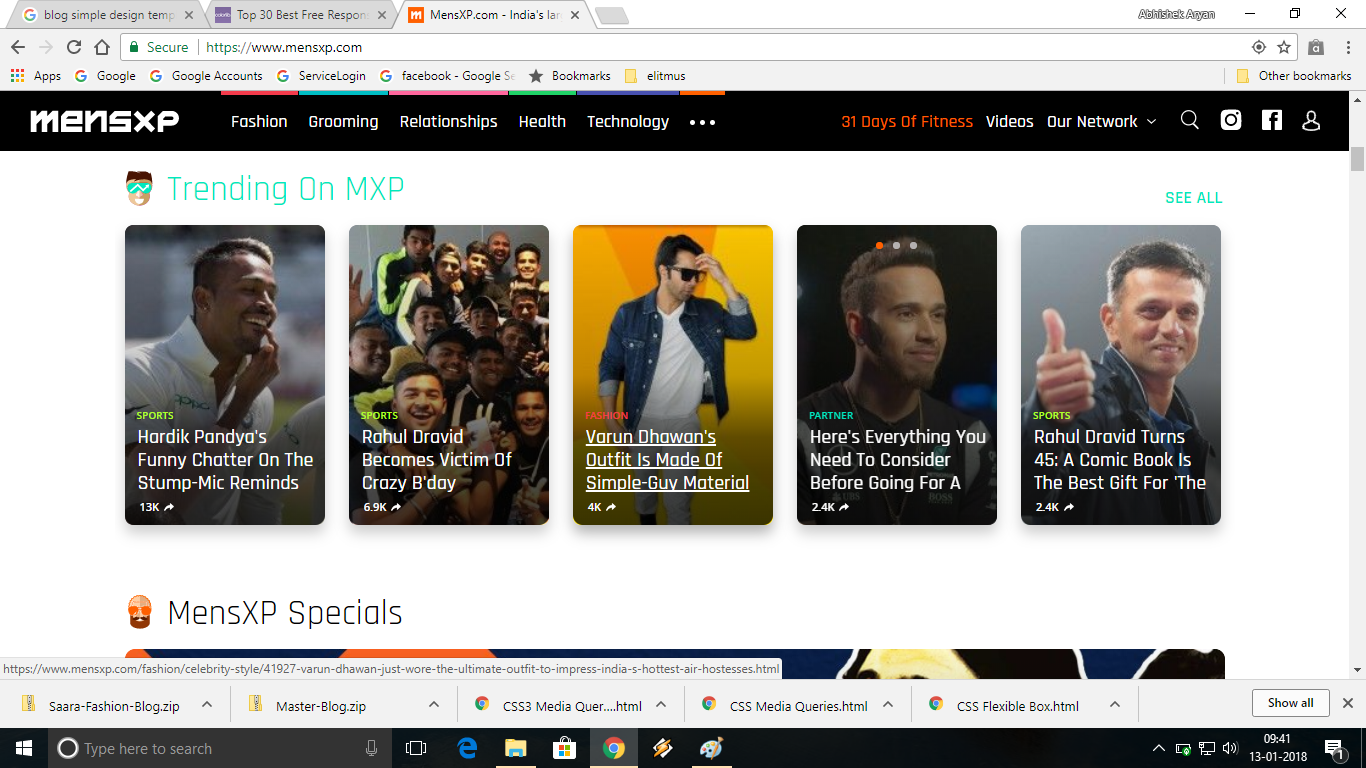 blog simple design temp
Top 30 Best Free Respon
MensXP.com - India's lar
Abhishek Aryan
Secure
https://www.mensxp.com
Apps
Google
Google Accounts
ServiceLogin
facebook - Google Se
Bookmarks
elitmus
Other bookmarks
mensxp
Fashion
Grooming
Relationships
Health
Technology
31 Days Of Fitness
Videos
Our Network
Trending On MXP
SEE ALL
SPORTS
Hardik Pandya's
Funny Chatter On The
Stump-Mic Reminds
13K
SPORTS
Rahul Dravid
Becomes Victim Of
Crazy B'day
6.9K
FASHION
Varun Dhawan's
Outfit Is Made Of
Simple-Guy Material
4K
PARTNER
Here's Everything You
Need To Consider
Before Going For A
UBS
BOSS
2.4K
SPORTS
Rahul Dravid Turns
45: A Comic Book Is
The Best Gift For 'The
2.4K
MensXP Specials
https://www.mensxp.com/fashion/celebrity-style/41927-varun-dhawan-just-wore-the-ultimate-outfit-to-impress-india-s-hottest-air-hostesses.html
Saara-Fashion-Blog.zip
Master-Blog.zip
CSS3 Media Quer....html
CSS Media Queries.html
CSS Flexible Box.html
Show all
Type here to search
09:41
13-01-2018
1